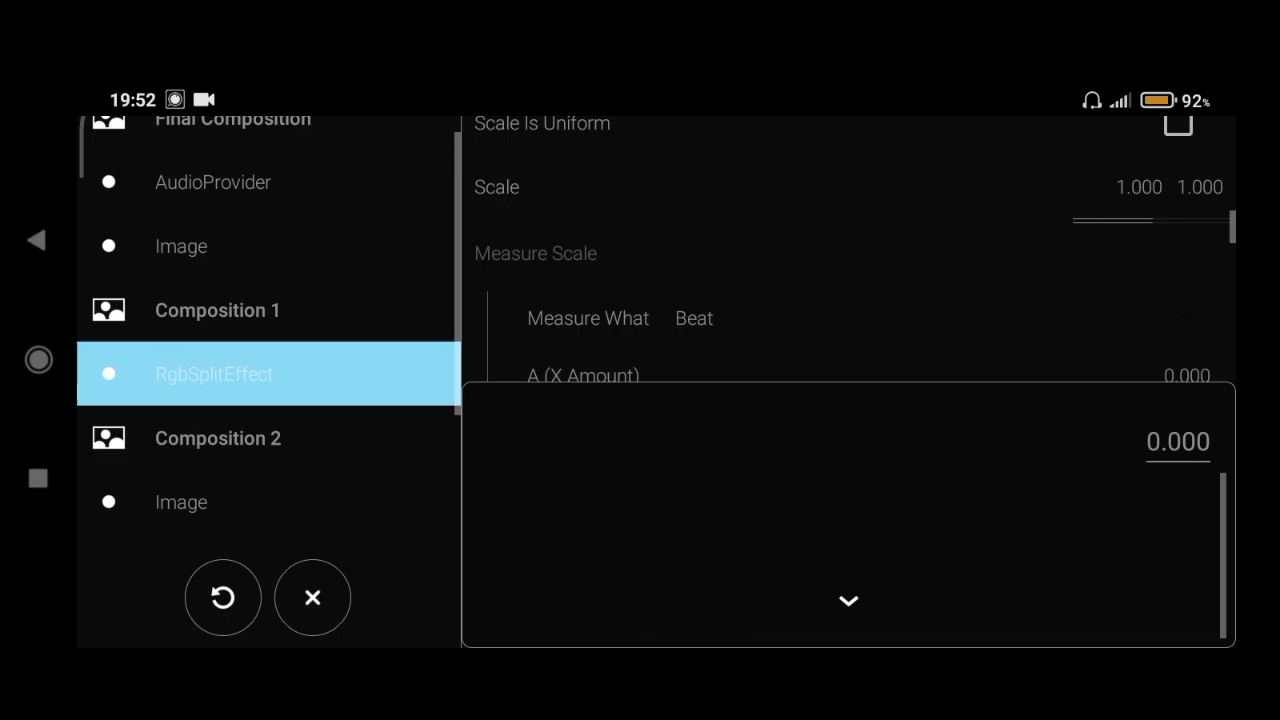 19:52
92%
Final Composition
AudioProvider
Image
Composition 1
RgbSplitEffect
Composition 2
Image
Scale Is Uniform
Scale 1.000 1.000
Measure Scale
Measure What Beat
A (X Amount) 0.000
0.000